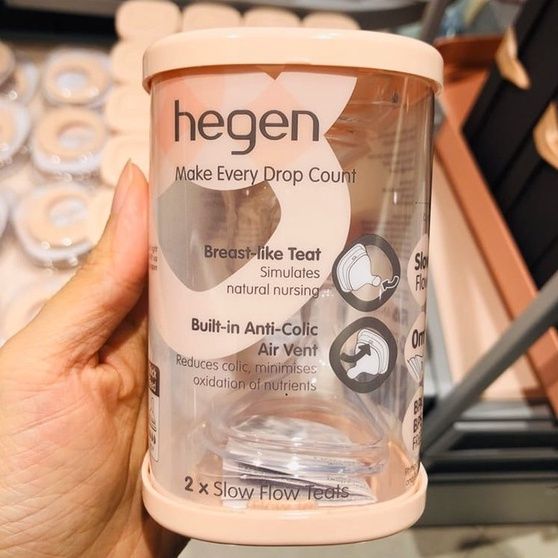 hegen
Make Every Drop Count
Breast-like Teat
Simulates
natural nursing
Built-in Anti-Colic
Air Vent
Reduces colic, minimises
oxidation of nutrients
2 x Slow Flow Teats